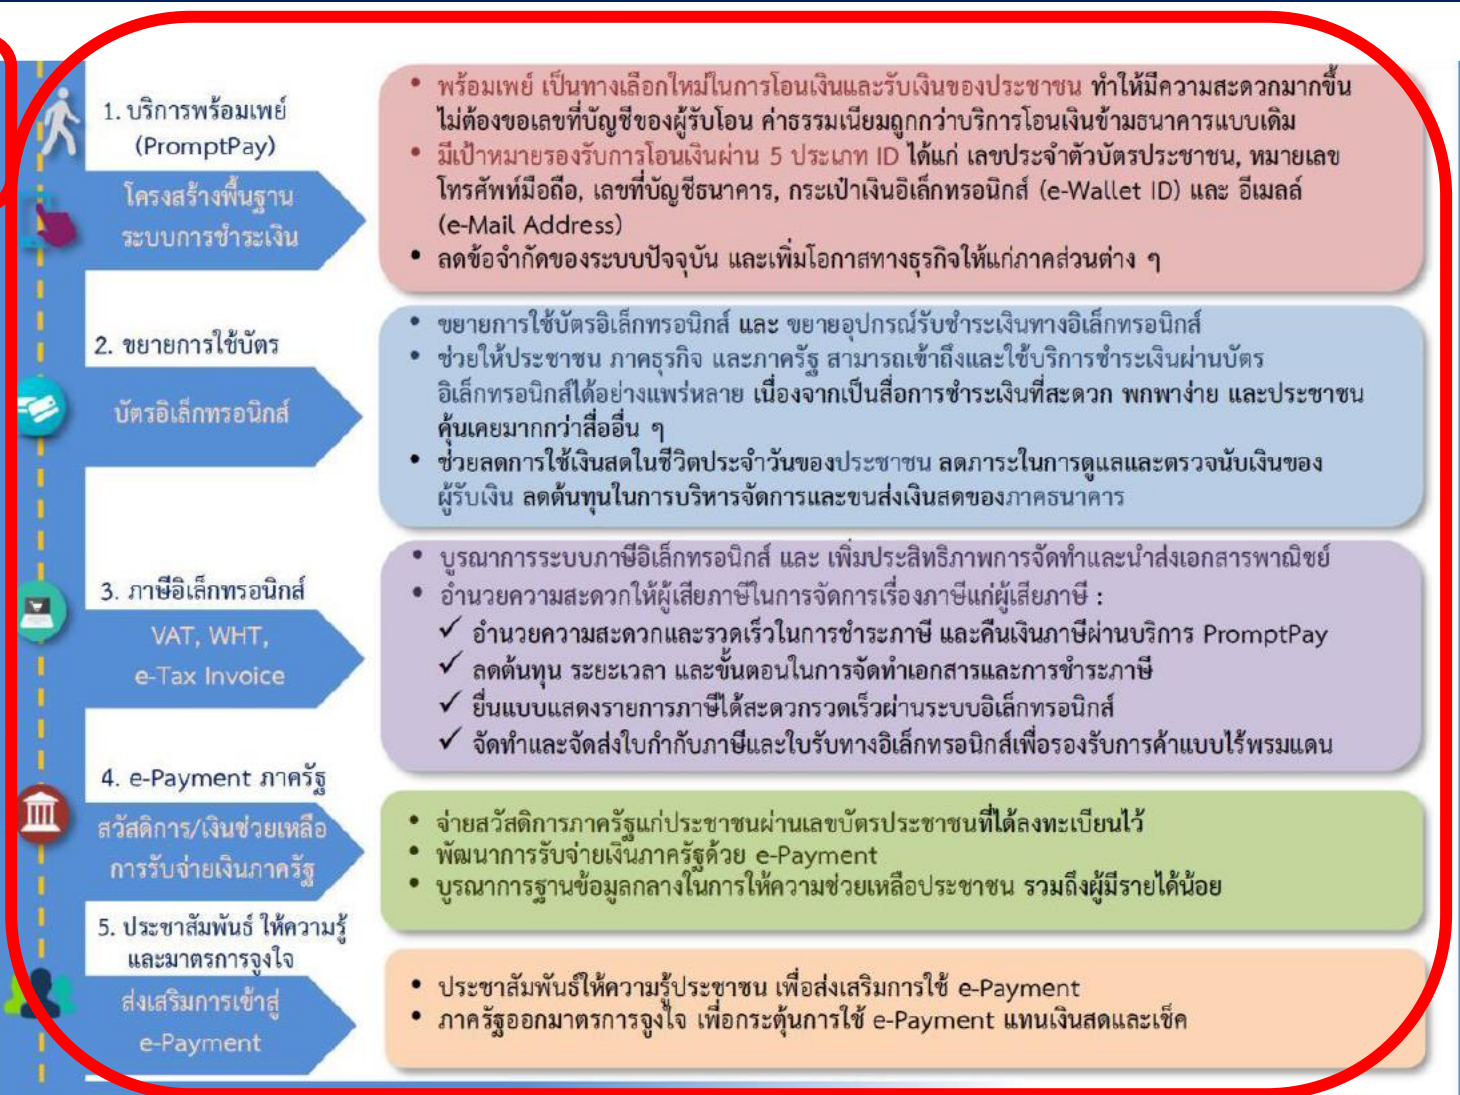 1. บริการพร้อมเพย์
(PromptPay)
โครงสร้างพื้นฐาน
ระบบการชำระเงิน
• พร้อมเพย์ เป็นทางเลือกใหม่ในการโอนเงินและรับเงินของประชาชน ทำให้มีความสะดวกมากขึ้น
ไม่ต้องขอเลขที่บัญชีของผู้รับโอน ค่าธรรมเนียมถูกกว่าบริการโอนเงินข้ามธนาคารแบบเดิม
• มีเป้าหมายรองรับการโอนเงินผ่าน 5 ประเภท ID ได้แก่ เลขประจำตัวบัตรประชาชน, หมายเลข
โทรศัพท์มือถือ, เลขที่บัญชีธนาคาร, กระเป๋าเงินอิเล็กทรอนิกส์ (e-Wallet ID) และ อีเมลล์
(e-Mail Address)
• ลดข้อจำกัดของระบบปัจจุบัน และเพิ่มโอกาสทางธุรกิจให้แก่ภาคส่วนต่าง ๆ
2. ขยายการใช้บัตร
บัตรอิเล็กทรอนิกส์
• ขยายการใช้บัตรอิเล็กทรอนิกส์ และ ขยายอุปกรณ์รับชำระเงินทางอิเล็กทรอนิกส์
• ช่วยให้ประชาชน ภาคธุรกิจ และภาครัฐ สามารถเข้าถึงและใช้บริการชำระเงินผ่านบัตร
อิเล็กทรอนิกส์ได้อย่างแพร่หลาย เนื่องจากเป็นสื่อการชำระเงินที่สะดวก พกพาง่าย และประชาชน
คุ้นเคยมากกว่าสื่ออื่น ๆ
• ช่วยลดการใช้เงินสดในชีวิตประจำวันของประชาชน ลดภาระในการดูแลและตรวจนับเงินของ
ผู้รับเงิน ลดต้นทุนในการบริหารจัดการและขนส่งเงินสดของภาคธนาคาร
3. ภาษีอิเล็กทรอนิกส์
VAT, WHT,
e-Tax Invoice
• บูรณาการระบบภาษีอิเล็กทรอนิกส์ และ เพิ่มประสิทธิภาพการจัดทำและนำส่งเอกสารพาณิชย์
• อำนวยความสะดวกให้ผู้เสียภาษีในการจัดการเรื่องภาษีแก่ผู้เสียภาษี :
✓ อำนวยความสะดวกและรวดเร็วในการชำระภาษี และคืนเงินภาษีผ่านบริการ PromptPay
✓ ลดต้นทุน ระยะเวลา และขั้นตอนในการจัดทำเอกสารและการชำระภาษี
✓ ยื่นแบบแสดงรายการภาษีได้สะดวกรวดเร็วผ่านระบบอิเล็กทรอนิกส์
✓ จัดทำและจัดส่งใบกำกับภาษีและใบรับทางอิเล็กทรอนิกส์เพื่อรองรับการค้าแบบไร้พรมแดน
4. e-Payment ภาครัฐ
สวัสดิการ/เงินช่วยเหลือ
การรับจ่ายเงินภาครัฐ
• จ่ายสวัสดิการภาครัฐแก่ประชาชนผ่านเลขบัตรประชาชนที่ได้ลงทะเบียนไว้
• พัฒนาการรับจ่ายเงินภาครัฐด้วย e-Payment
• บูรณาการฐานข้อมูลกลางในการให้ความช่วยเหลือประชาชน รวมถึงผู้มีรายได้น้อย
5. ประชาสัมพันธ์ ให้ความรู้
และมาตรการจูงใจ
ส่งเสริมการเข้าสู่
e-Payment
• ประชาสัมพันธ์ให้ความรู้ประชาชน เพื่อส่งเสริมการใช้ e-Payment
• ภาครัฐออกมาตรการจูงใจ เพื่อกระตุ้นการใช้ e-Payment แทนเงินสดและเช็ค